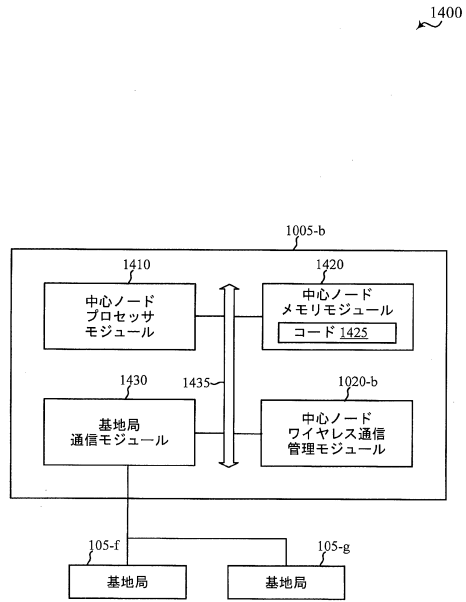 1400
1005-b
1410
中心ノード
プロセッサ
モジュール
1420
中心ノード
メモリモジュール
コード 1425
1435
1430
基地局
通信モジュール
1020-b
中心ノード
ワイヤレス通信
管理モジュール
105-f
基地局
105-g
基地局